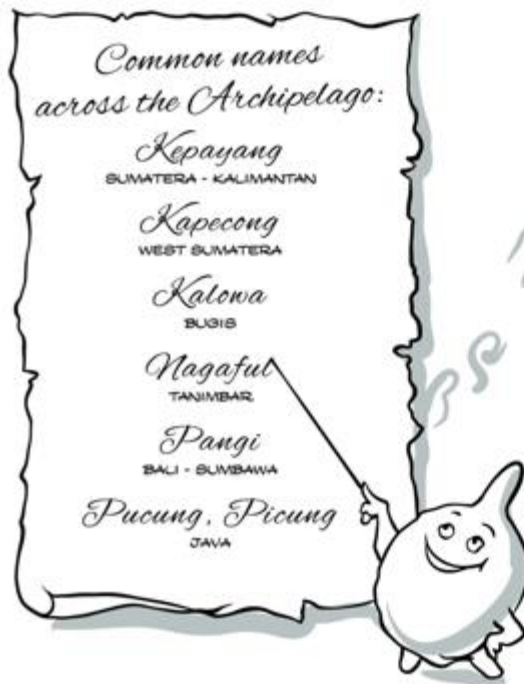 Common names
across the Archipelago:
Kepayang
SUMATERA - KALIMANTAN
Kapecong
WEST SUMATERA
Kalowa
BUGIS
Nagaful
TANIMBAR
Pangi
BALI - SUMBAWA
Pucung, Picung
JAVA